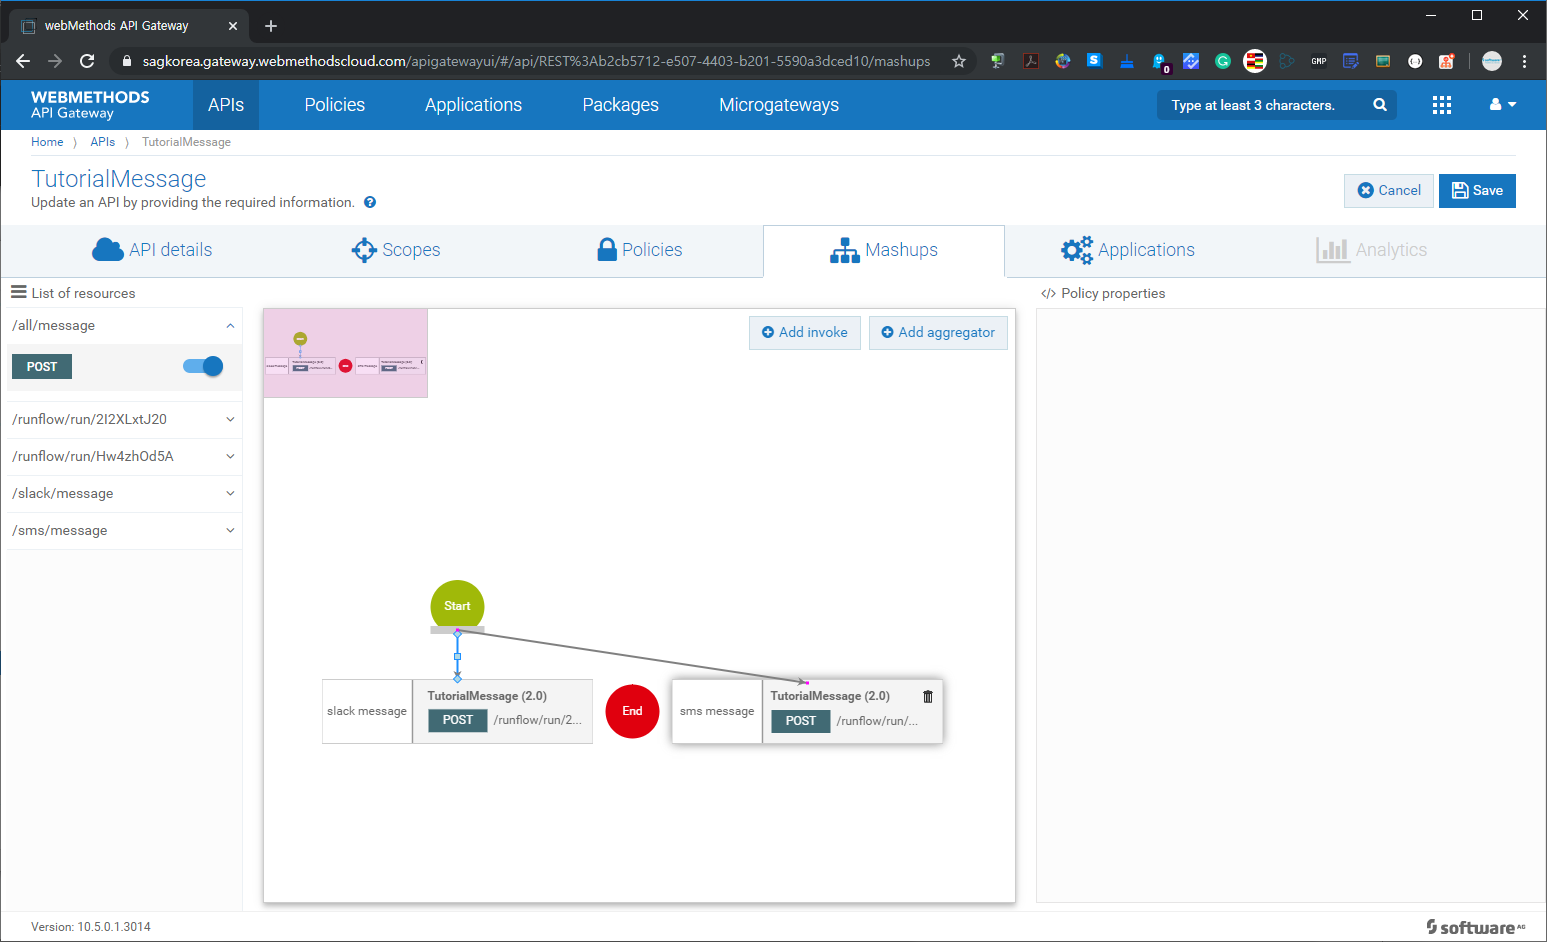 webMethods API Gateway
sagkorea.gateway.webmethodscloud.com/apigatewayui/#/api/REST%3Ab2cb5712-e507-4403-b201-5590a3dced10/mashups
S
0
G
GMP
WEBMETHODS
API Gateway
APIs
Policies
Applications
Packages
Microgateways
Type at least 3 characters.
Home
APIs
TutorialMessage
TutorialMessage
Update an API by providing the required information.
Cancel
Save
API details
Scopes
Policies
Mashups
Applications
Analytics
List of resources
Policy properties
/all/message
POST
/runflow/run/2I2XLxtJ20
/runflow/run/Hw4zhOd5A
/slack/message
/sms/message
Add invoke
Add aggregator
Start
slack message
TutorialMessage (2.0)
POST
/runflow/run/2...
End
sms message
TutorialMessage (2.0)
POST
/runflow/run/...
Version: 10.5.0.1.3014
software AG